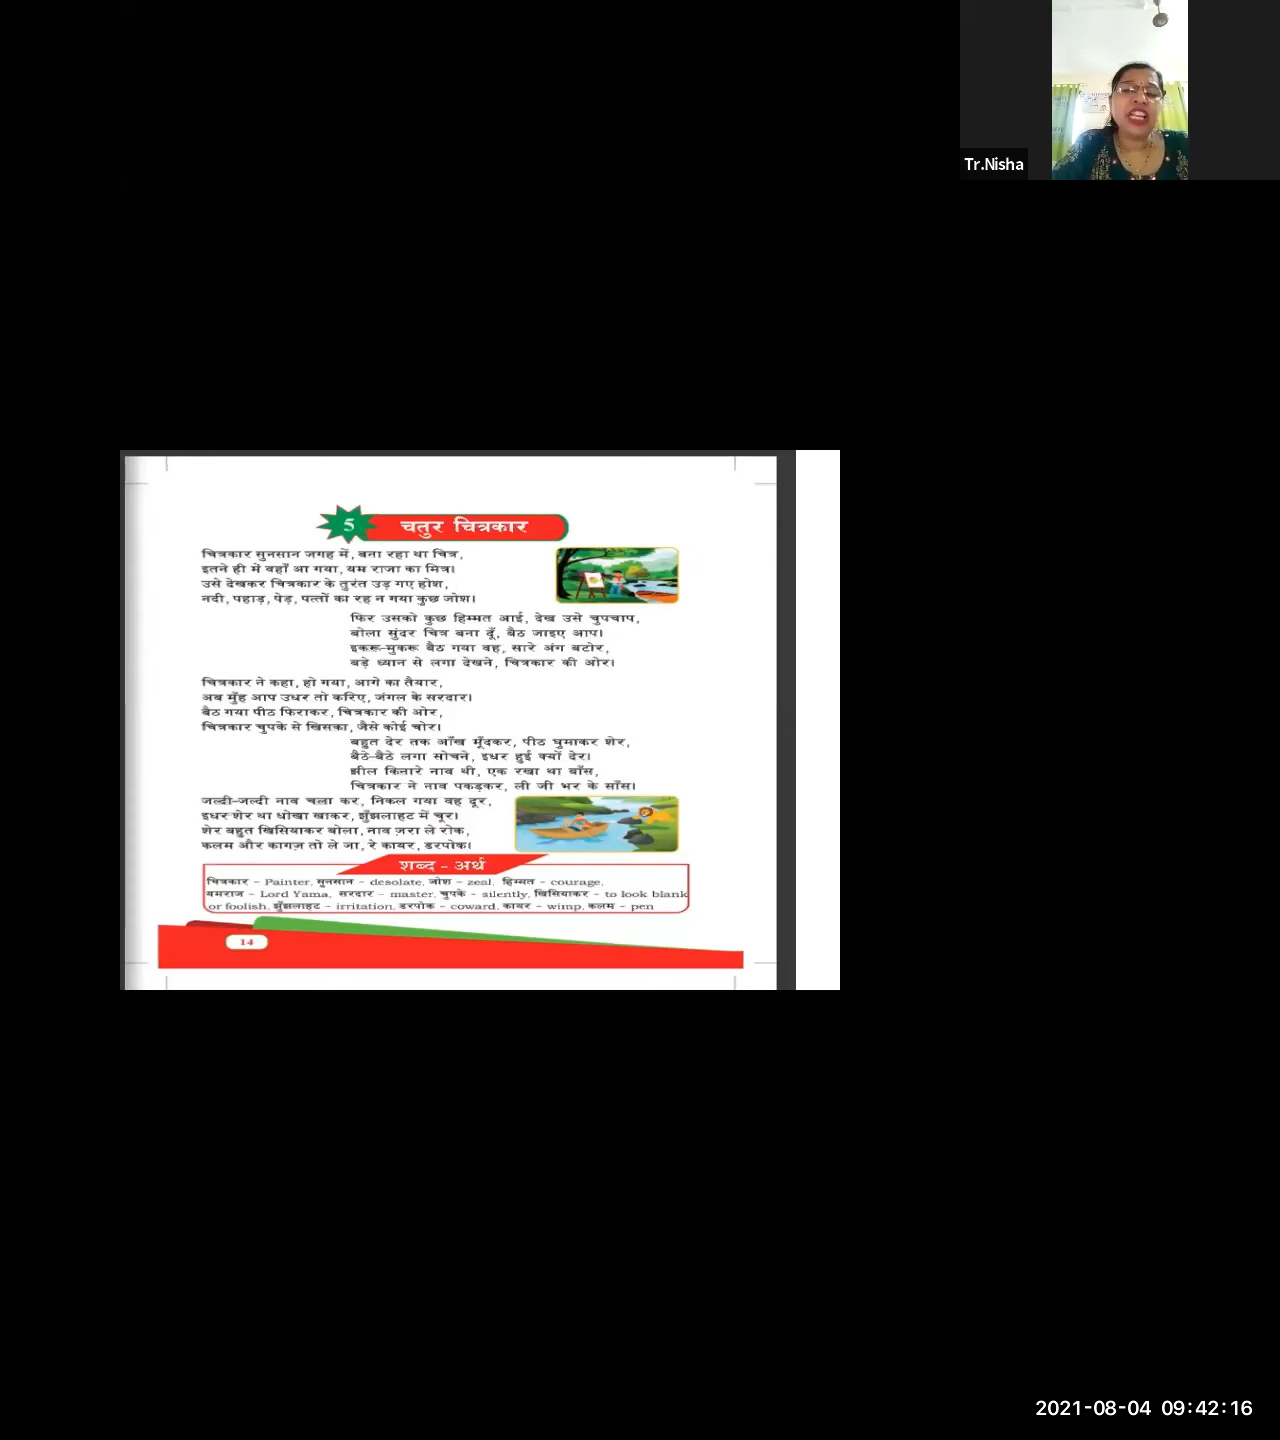 Tr.Nisha
5 चतुर चित्रकार
चित्रकार सुनसान जगह में, बना रहा था चित्र,
इतने ही में वहाँ आ गया, यम राजा का मित्र।
उसे देखकर चित्रकार के तुरंत उड़ गए होश,
नदी, पहाड़, पेड़, पत्तों का रह न गया कुछ जोश।
फिर उसको कुछ हिम्मत आई, देख उसे चुपचाप,
बोला सुंदर चित्र बना दूँ, बैठ जाइए आप।
इकरू-मुकरू बैठ गया वह, सारे अंग बटोर,
बड़े ध्यान से लगा देखने, चित्रकार की ओर।
चित्रकार ने कहा, हो गया, आगे का तैयार,
अब मुँह आप उधर तो करिए, जंगल के सरदार।
बैठ गया पीठ फिराकर, चित्रकार की ओर,
चित्रकार चुपके से खिसका, जैसे कोई चोर।
बहुत देर तक आँख मूँदकर, पीठ घुमाकर शेर,
बैठे-बैठे लगा सोचने, इधर हुई क्यों देर।
झील किनारे नाव थी, एक रखा था बाँस,
चित्रकार ने नाव पकड़कर, ली जी भर के साँस।
जल्दी-जल्दी नाव चला कर, निकल गया वह दूर,
इधर शेर था धोखा खाकर, झुँझलाहट में चूर।
शेर बहुत खिसियाकर बोला, नाव ज़रा ले रोक,
कलम और कागज़ तो ले जा, रे कायर, डरपोक।
शब्द - अर्थ
चित्रकार - Painter, सुनसान - desolate, जोश - zeal, हिम्मत - courage,
यमराज - Lord Yama, सरदार - master, चुपके - silently, खिसियाकर - to look blank
or foolish, झुँझलाहट - irritation, डरपोक - coward, कायर - wimp, कलम - pen
14
2021-08-04 09:42:16